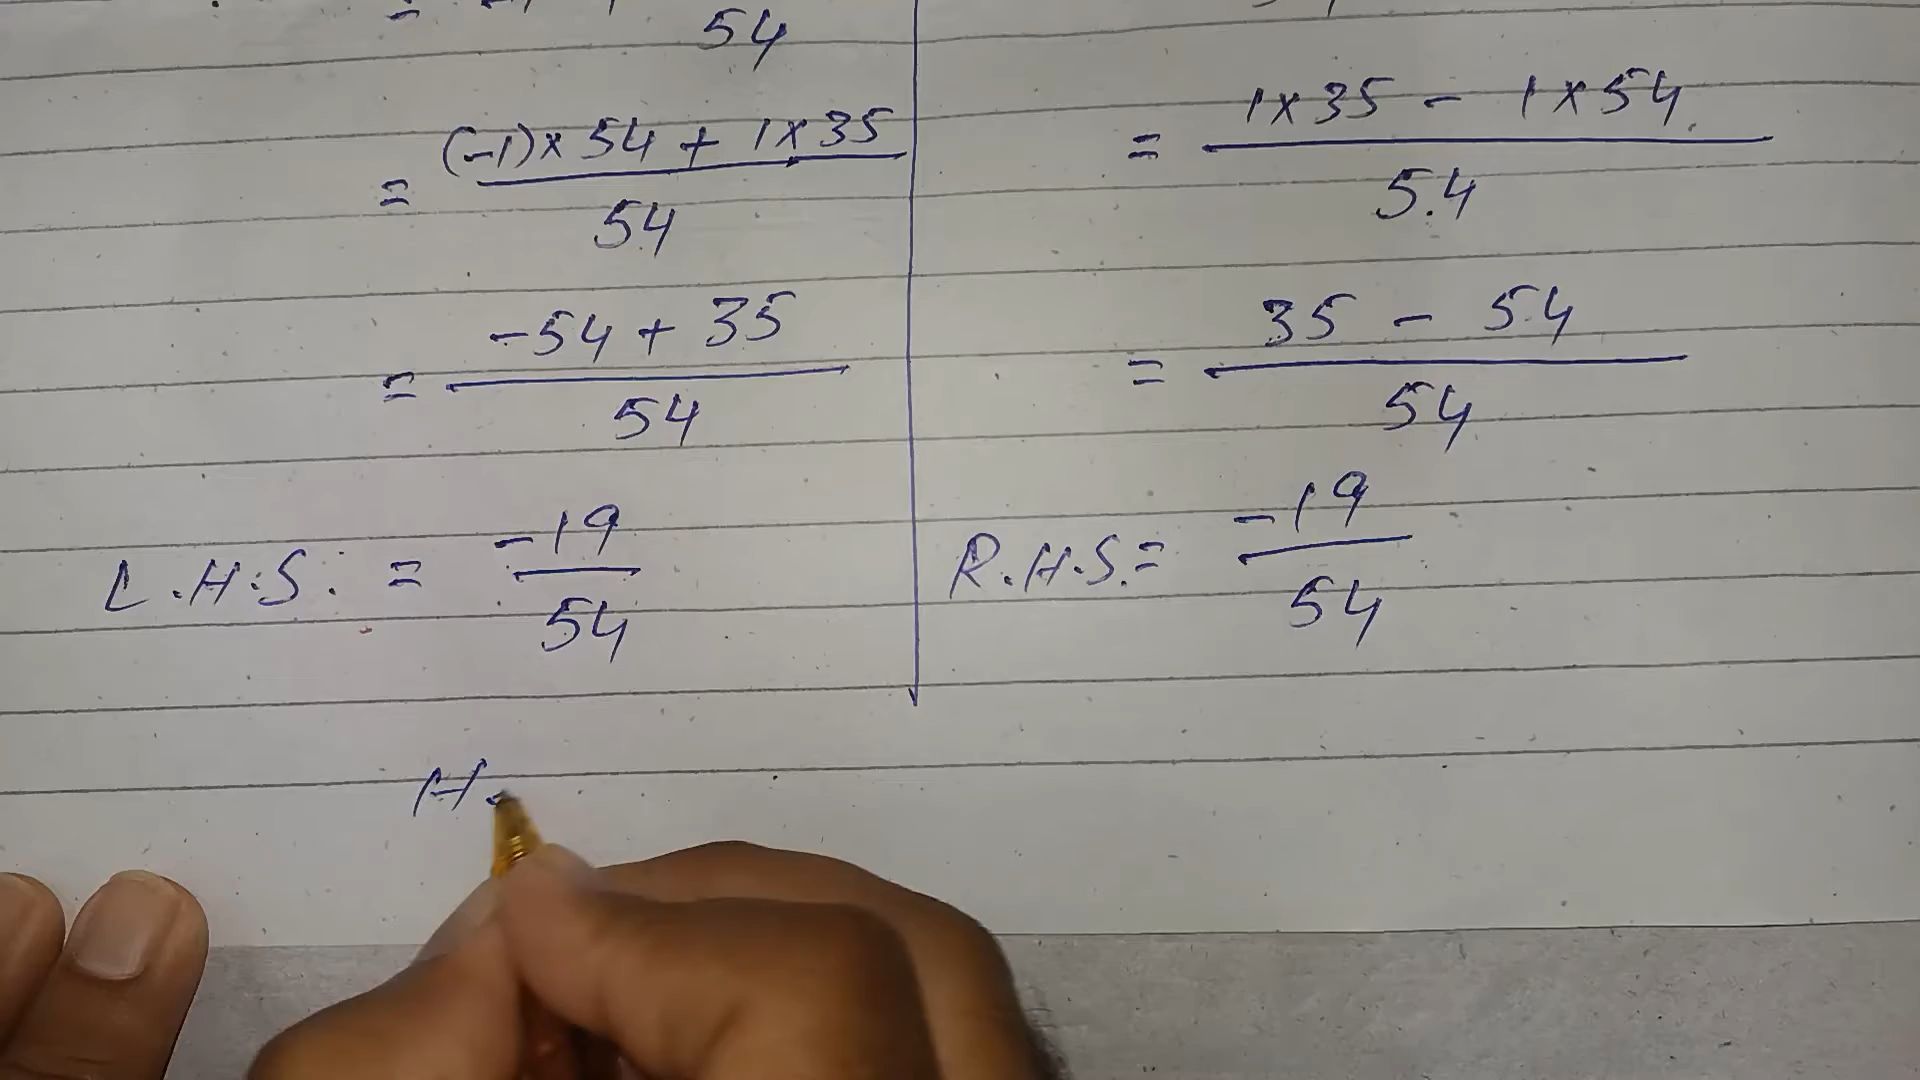 54
= (-1) × 54 + 1 × 35
54
= -54 + 35
54
L.H.S. = -19
54
= 1 × 35 - 1 × 54
54
= 35 - 54
54
R.H.S. = -19
54
H